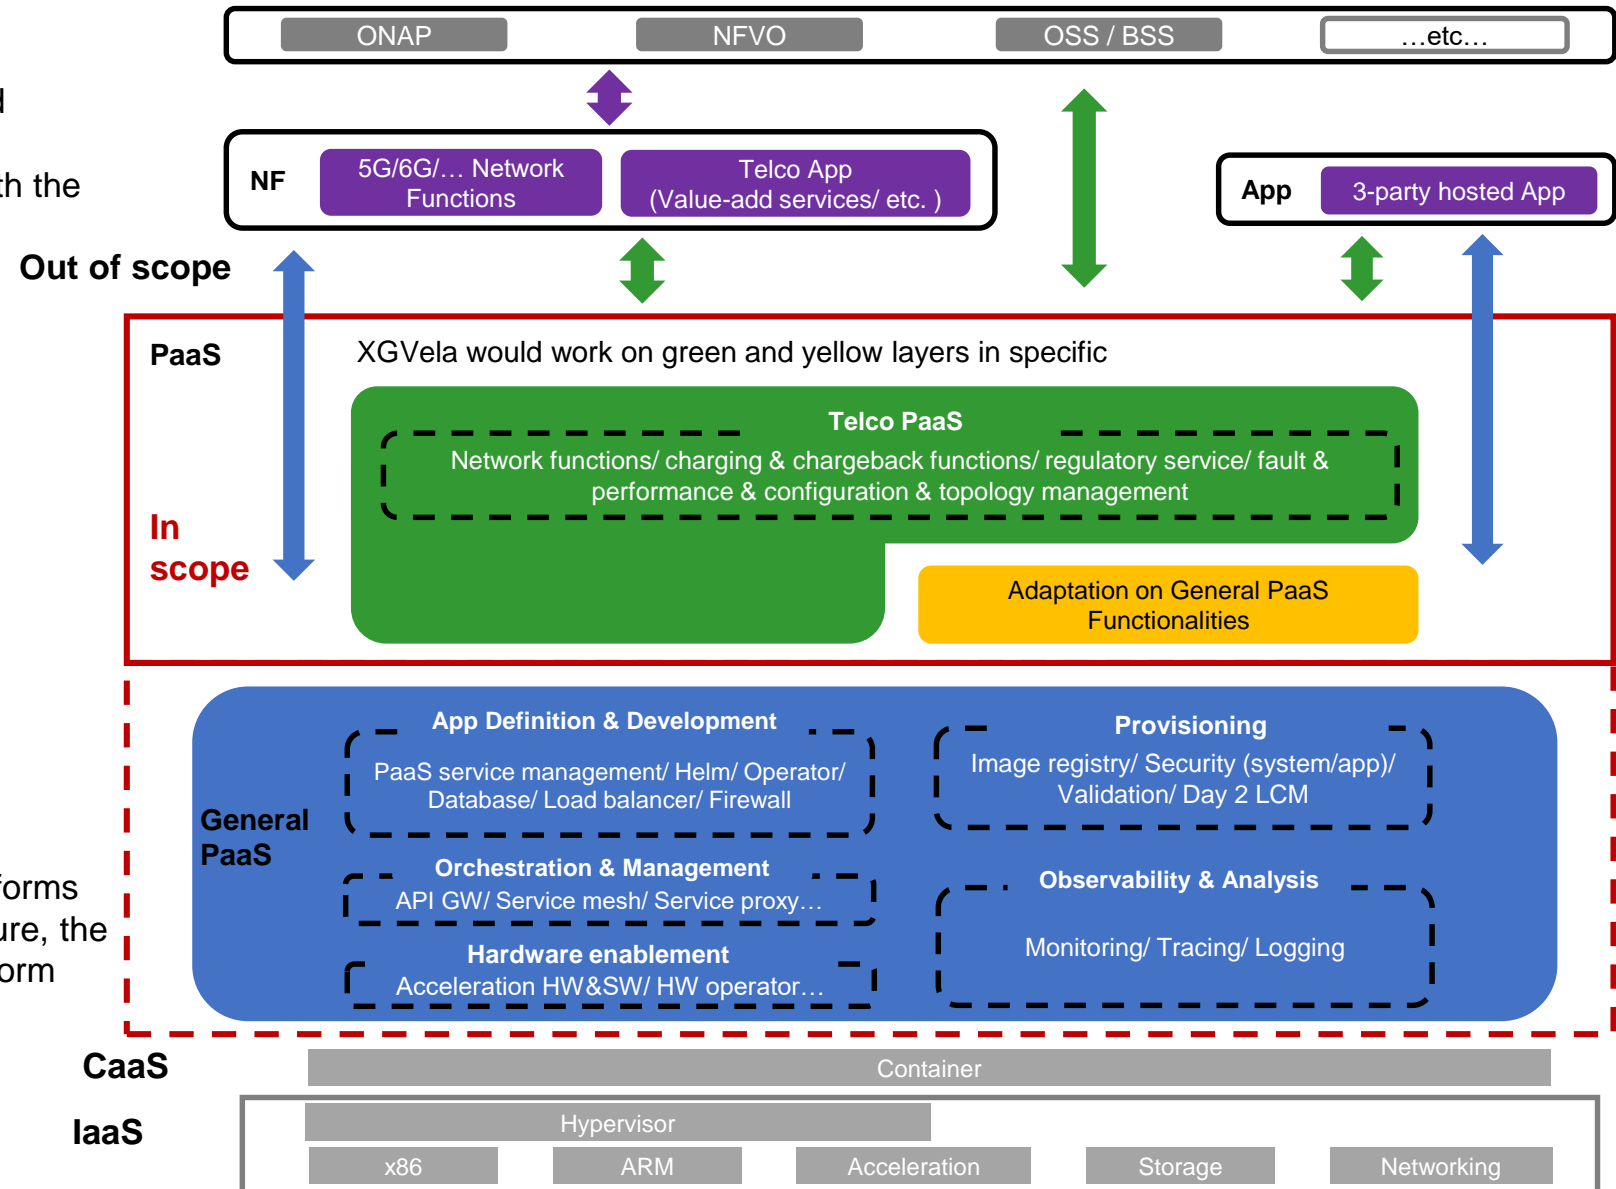 ONAP
NFVO
OSS / BSS
…etc…
th the
NF
5G/6G/… Network
Functions
Telco App
(Value-add services/ etc. )
App
3-party hosted App
Out of scope
PaaS
XGVela would work on green and yellow layers in specific
Telco PaaS
Network functions/ charging & chargeback functions/ regulatory service/ fault &
performance & configuration & topology management
In
scope
Adaptation on General PaaS
Functionalities
General
PaaS
App Definition & Development
PaaS service management/ Helm/ Operator/
Database/ Load balancer/ Firewall
Provisioning
Image registry/ Security (system/app)/
Validation/ Day 2 LCM
Orchestration & Management
API GW/ Service mesh/ Service proxy…
Observability & Analysis
Monitoring/ Tracing/ Logging
Hardware enablement
Acceleration HW&SW/ HW operator…
forms
ure, the
orm
CaaS
Container
IaaS
Hypervisor
x86
ARM
Acceleration
Storage
Networking